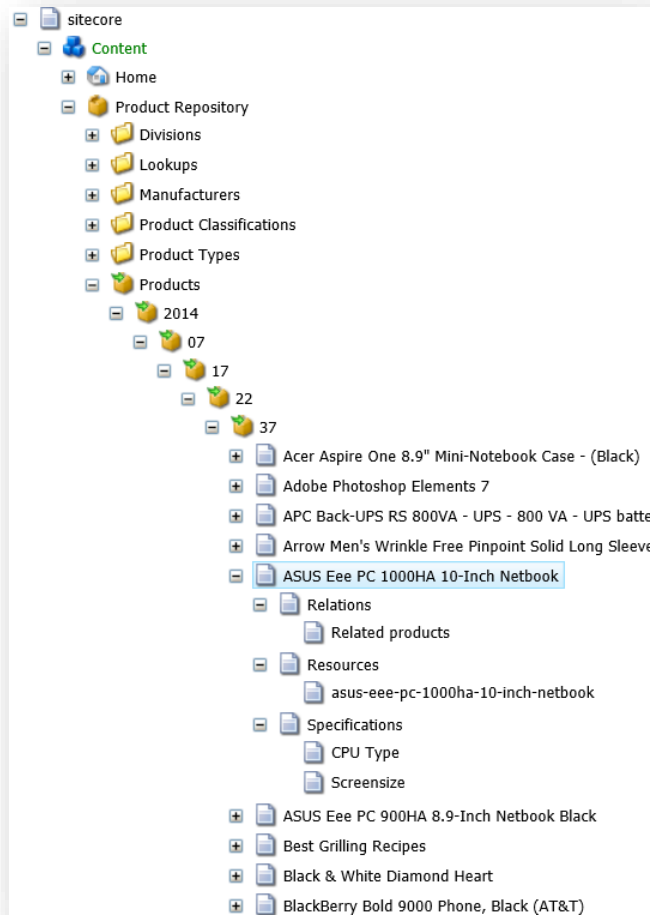 sitecore
Content
Home
Product Repository
Divisions
Lookups
Manufacturers
Product Classifications
Product Types
Products
2014
07
17
22
37
Acer Aspire One 8.9" Mini-Notebook Case - (Black)
Adobe Photoshop Elements 7
APC Back-UPS RS 800VA - UPS - 800 VA - UPS batte
Arrow Men's Wrinkle Free Pinpoint Solid Long Sleeve
ASUS Eee PC 1000HA 10-Inch Netbook
Relations
Related products
Resources
asus-eee-pc-1000ha-10-inch-netbook
Specifications
CPU Type
Screensize
ASUS Eee PC 900HA 8.9-Inch Netbook Black
Best Grilling Recipes
Black & White Diamond Heart
BlackBerry Bold 9000 Phone, Black (AT&T)